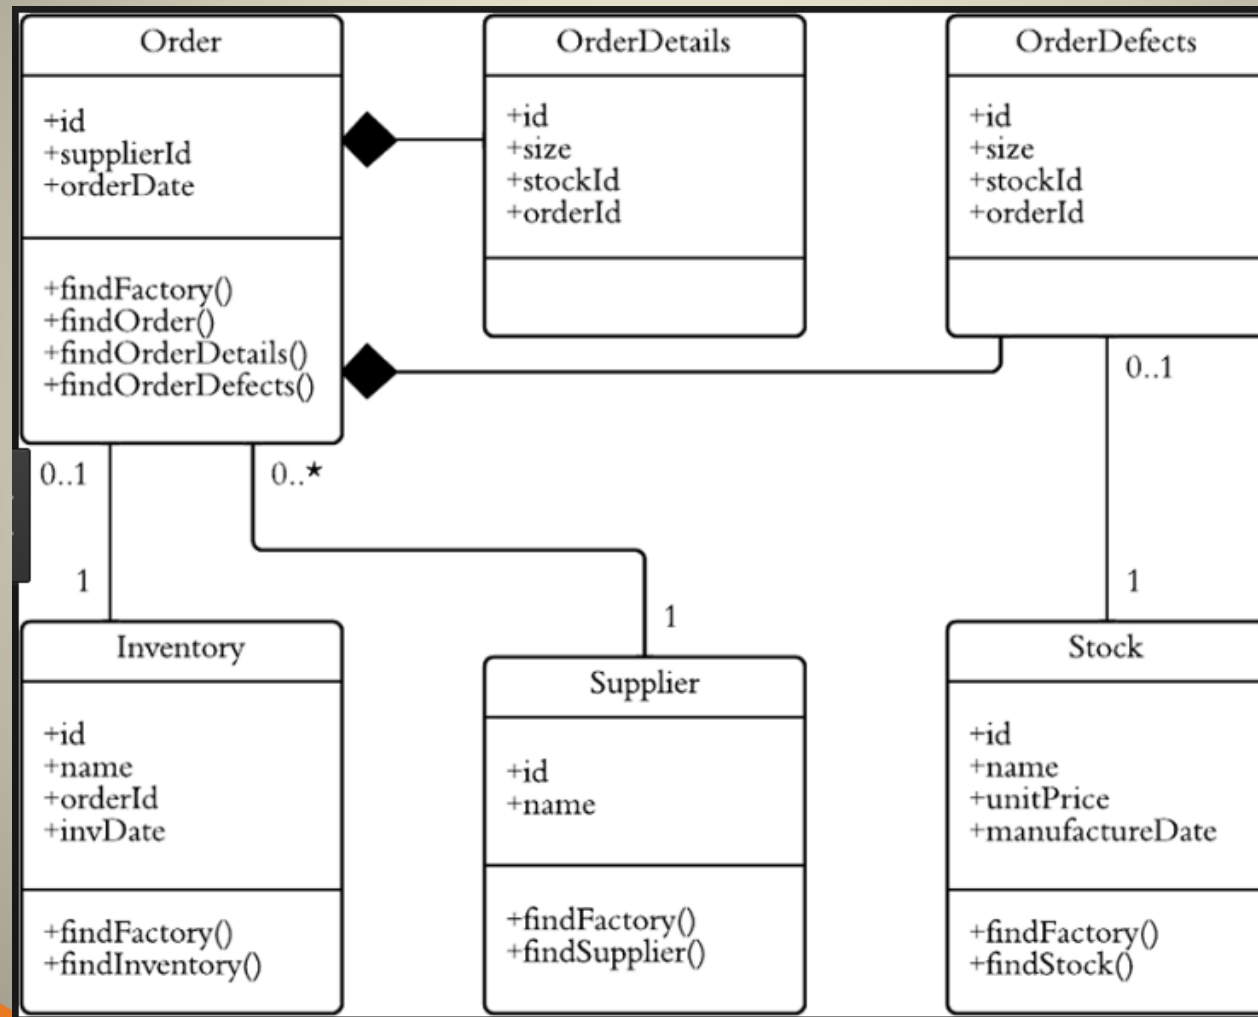 Order
+id
+supplierId
+orderDate
+findFactory()
+findOrder()
+findOrderDetails()
+findOrderDefects()
OrderDetails
+id
+size
+stockId
+orderId
OrderDefects
+id
+size
+stockId
+orderId
0..1
0..*
0..1
1
1
1
Inventory
+id
+name
+orderId
+invDate
+findFactory()
+findInventory()
Supplier
+id
+name
+findFactory()
+findSupplier()
Stock
+id
+name
+unitPrice
+manufactureDate
+findFactory()
+findStock()